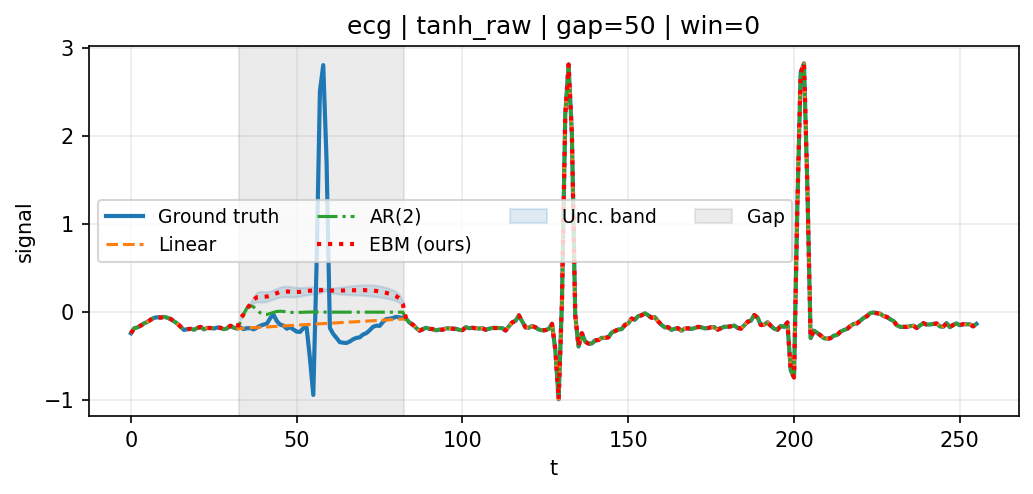 ecg | tanh_raw | gap=50 | win=0
3
2
1
0
−1
signal
Ground truth
Linear
AR(2)
EBM (ours)
Unc. band
Gap
0
50
100
150
200
250
t